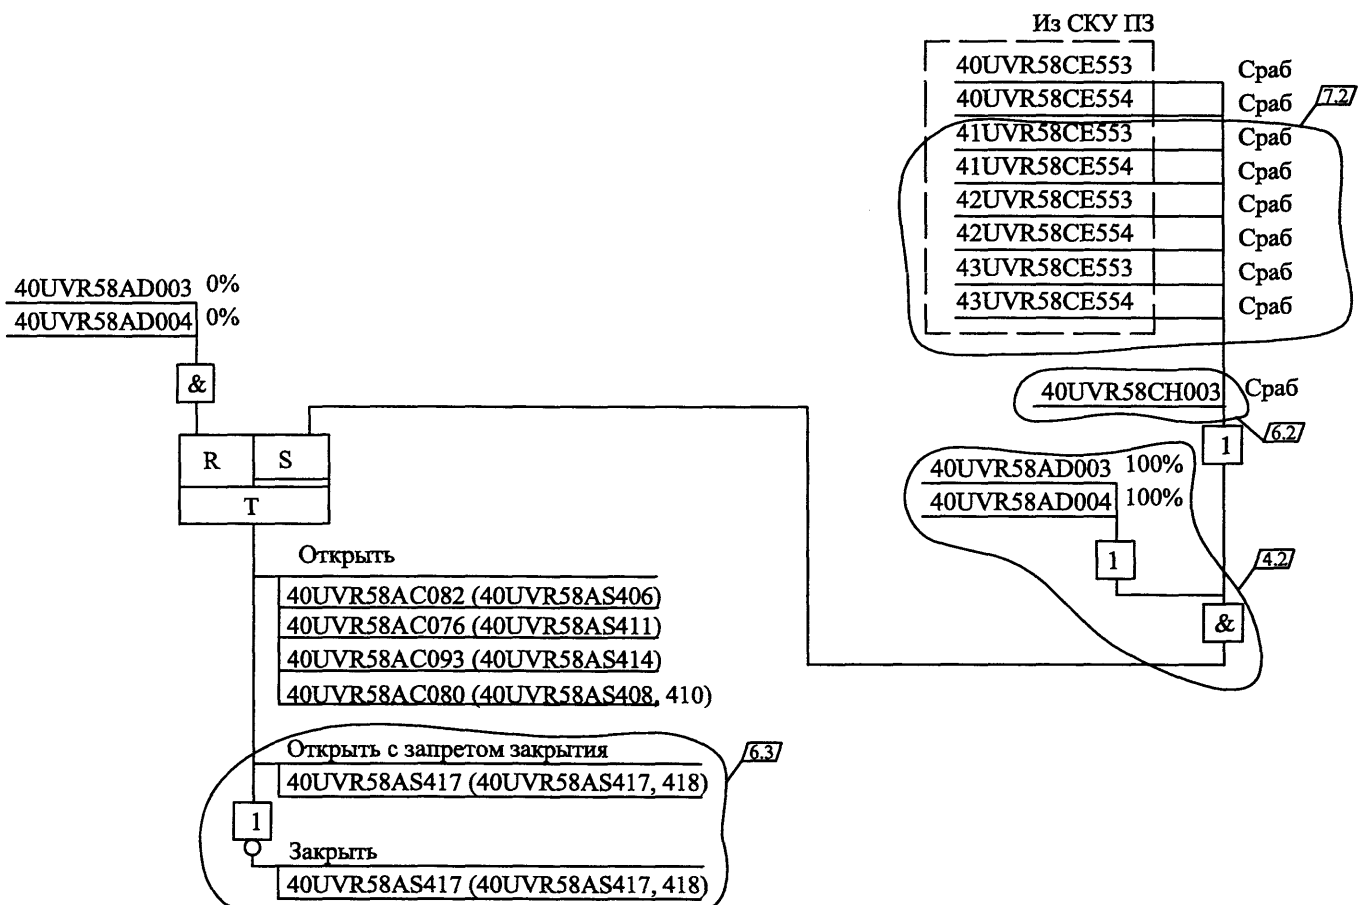 Из СКУ ПЗ
40UVR58CE553 Сраб
40UVR58CE554 Сраб
7.2
41UVR58CE553 Сраб
41UVR58CE554 Сраб
42UVR58CE553 Сраб
42UVR58CE554 Сраб
43UVR58CE553 Сраб
43UVR58CE554 Сраб
40UVR58AD003 0%
40UVR58AD004 0%
&
40UVR58CH003 Сраб
6.2
1
R S
T
40UVR58AD003 100%
40UVR58AD004 100%
1
4.2
&
Открыть
40UVR58AC082 (40UVR58AS406)
40UVR58AC076 (40UVR58AS411)
40UVR58AC093 (40UVR58AS414)
40UVR58AC080 (40UVR58AS408, 410)
Открыть с запретом закрытия
6.3
40UVR58AS417 (40UVR58AS417, 418)
1
Закрыть
40UVR58AS417 (40UVR58AS417, 418)